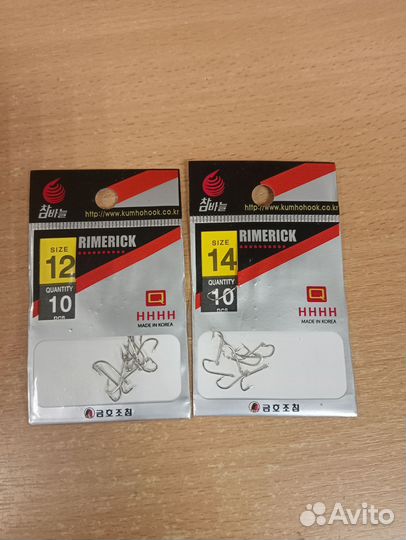 참바늘
http://www.kumhohook.co.kr
SIZE
12
RIMERICK
QUANTITY
10
PCS
Q
HHHH
MADE IN KOREA
금호조침
참바늘
http://www.kumhohook.co.kr
SIZE
14
RIMERICK
QUANTITY
10
PCS
Q
HHHH
MADE IN KOREA
금호조침
Avito